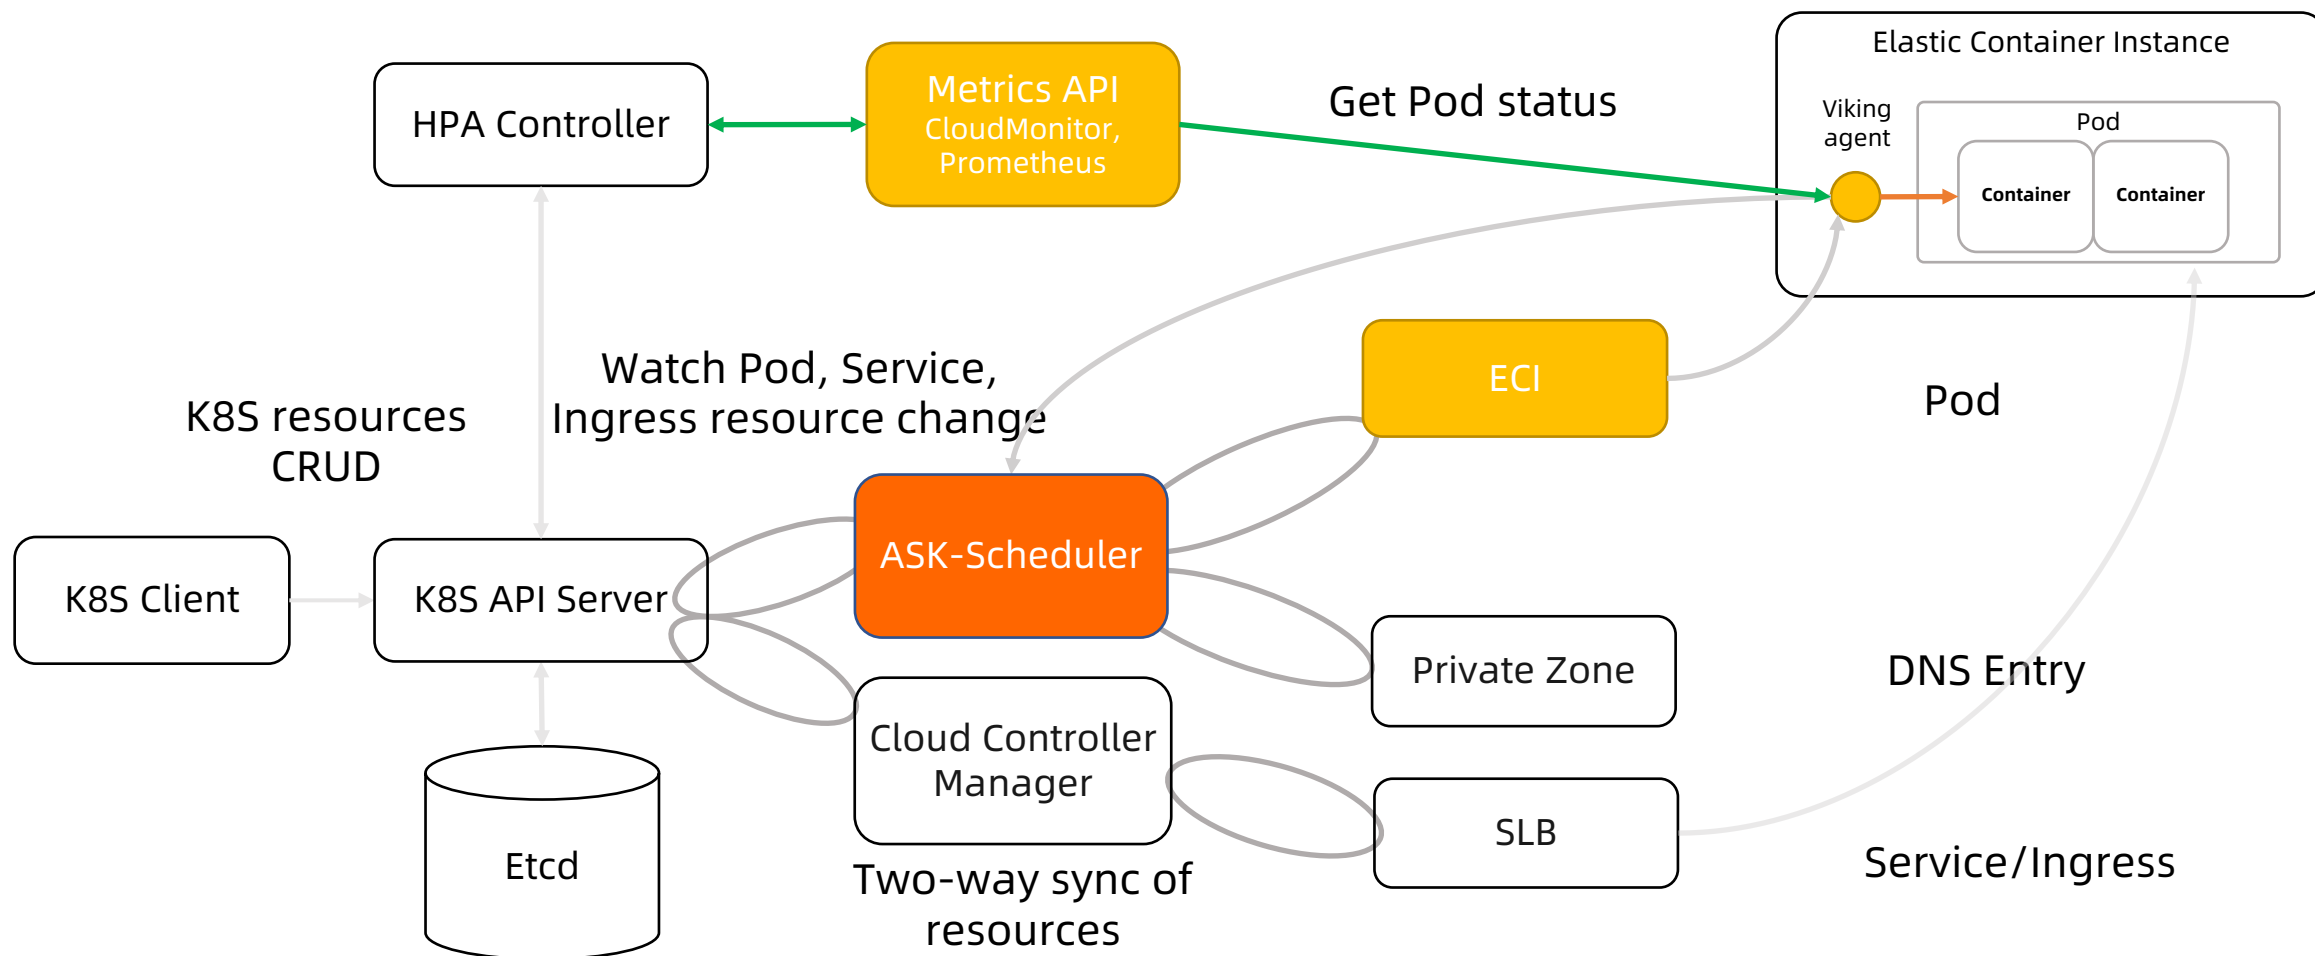 Elastic Container Instance
HPA Controller
Metrics API
CloudMonitor,
Prometheus
Get Pod status
Viking
agent
Pod
Container
Container
Watch Pod, Service,
Ingress resource change
K8S resources
CRUD
ECI
Pod
ASK-Scheduler
K8S Client
K8S API Server
Private Zone
DNS Entry
Cloud Controller
Manager
SLB
Service/Ingress
Etcd
Two-way sync of
resources